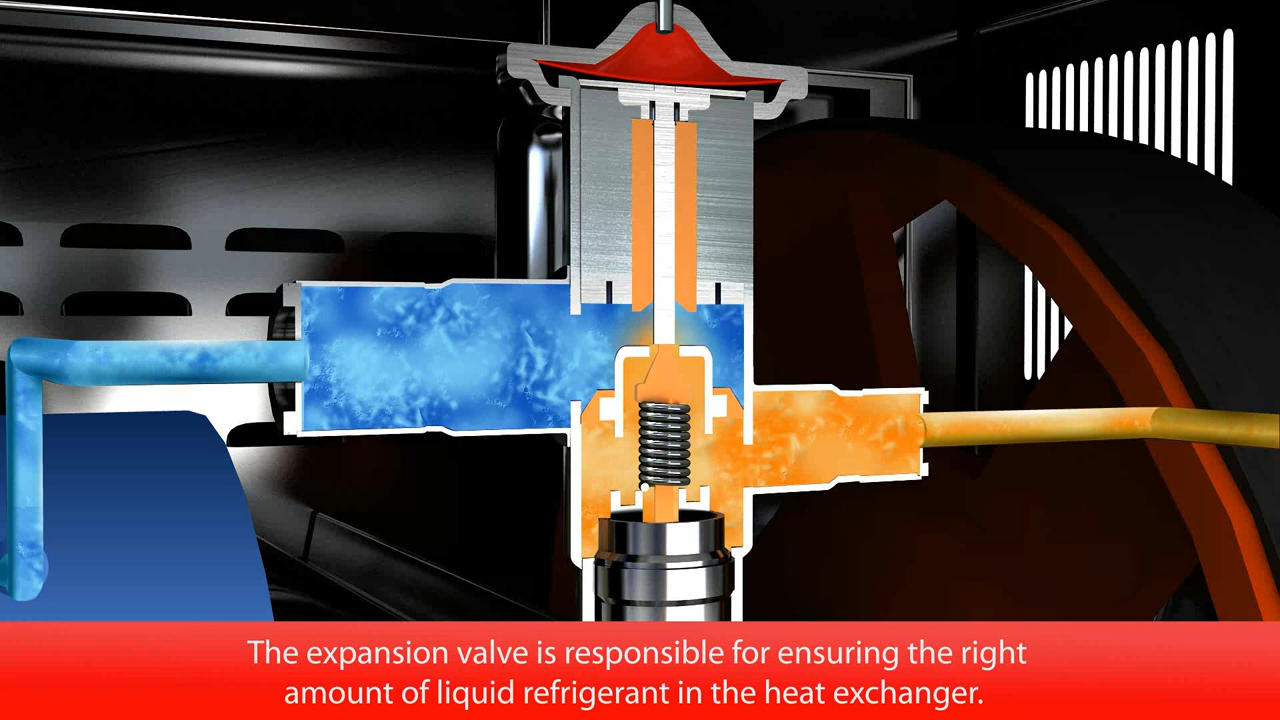 The expansion valve is responsible for ensuring the right
amount of liquid refrigerant in the heat exchanger.